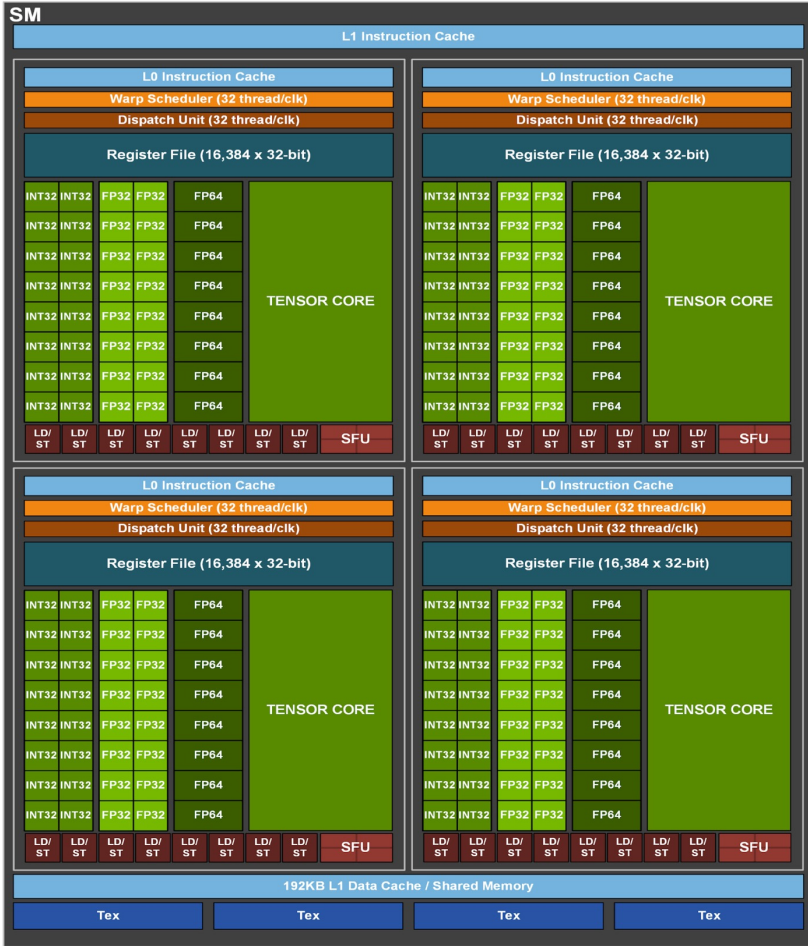 SM
L1 Instruction Cache
L0 Instruction Cache
Warp Scheduler (32 thread/clk)
Dispatch Unit (32 thread/clk)
Register File (16,384 x 32-bit)
INT32 INT32 FP32 FP32 FP64
INT32 INT32 FP32 FP32 FP64
INT32 INT32 FP32 FP32 FP64
INT32 INT32 FP32 FP32 FP64
TENSOR CORE
INT32 INT32 FP32 FP32 FP64
INT32 INT32 FP32 FP32 FP64
INT32 INT32 FP32 FP32 FP64
INT32 INT32 FP32 FP32 FP64
LD/ LD/ LD/ LD/ LD/ LD/ LD/ LD/
ST ST ST ST ST ST ST ST
SFU
L0 Instruction Cache
Warp Scheduler (32 thread/clk)
Dispatch Unit (32 thread/clk)
Register File (16,384 x 32-bit)
INT32 INT32 FP32 FP32 FP64
INT32 INT32 FP32 FP32 FP64
INT32 INT32 FP32 FP32 FP64
INT32 INT32 FP32 FP32 FP64
TENSOR CORE
INT32 INT32 FP32 FP32 FP64
INT32 INT32 FP32 FP32 FP64
INT32 INT32 FP32 FP32 FP64
INT32 INT32 FP32 FP32 FP64
LD/ LD/ LD/ LD/ LD/ LD/ LD/ LD/
ST ST ST ST ST ST ST ST
SFU
L0 Instruction Cache
Warp Scheduler (32 thread/clk)
Dispatch Unit (32 thread/clk)
Register File (16,384 x 32-bit)
INT32 INT32 FP32 FP32 FP64
INT32 INT32 FP32 FP32 FP64
INT32 INT32 FP32 FP32 FP64
INT32 INT32 FP32 FP32 FP64
TENSOR CORE
INT32 INT32 FP32 FP32 FP64
INT32 INT32 FP32 FP32 FP64
INT32 INT32 FP32 FP32 FP64
INT32 INT32 FP32 FP32 FP64
LD/ LD/ LD/ LD/ LD/ LD/ LD/ LD/
ST ST ST ST ST ST ST ST
SFU
L0 Instruction Cache
Warp Scheduler (32 thread/clk)
Dispatch Unit (32 thread/clk)
Register File (16,384 x 32-bit)
INT32 INT32 FP32 FP32 FP64
INT32 INT32 FP32 FP32 FP64
INT32 INT32 FP32 FP32 FP64
INT32 INT32 FP32 FP32 FP64
TENSOR CORE
INT32 INT32 FP32 FP32 FP64
INT32 INT32 FP32 FP32 FP64
INT32 INT32 FP32 FP32 FP64
INT32 INT32 FP32 FP32 FP64
LD/ LD/ LD/ LD/ LD/ LD/ LD/ LD/
ST ST ST ST ST ST ST ST
SFU
192KB L1 Data Cache / Shared Memory
Tex Tex Tex Tex